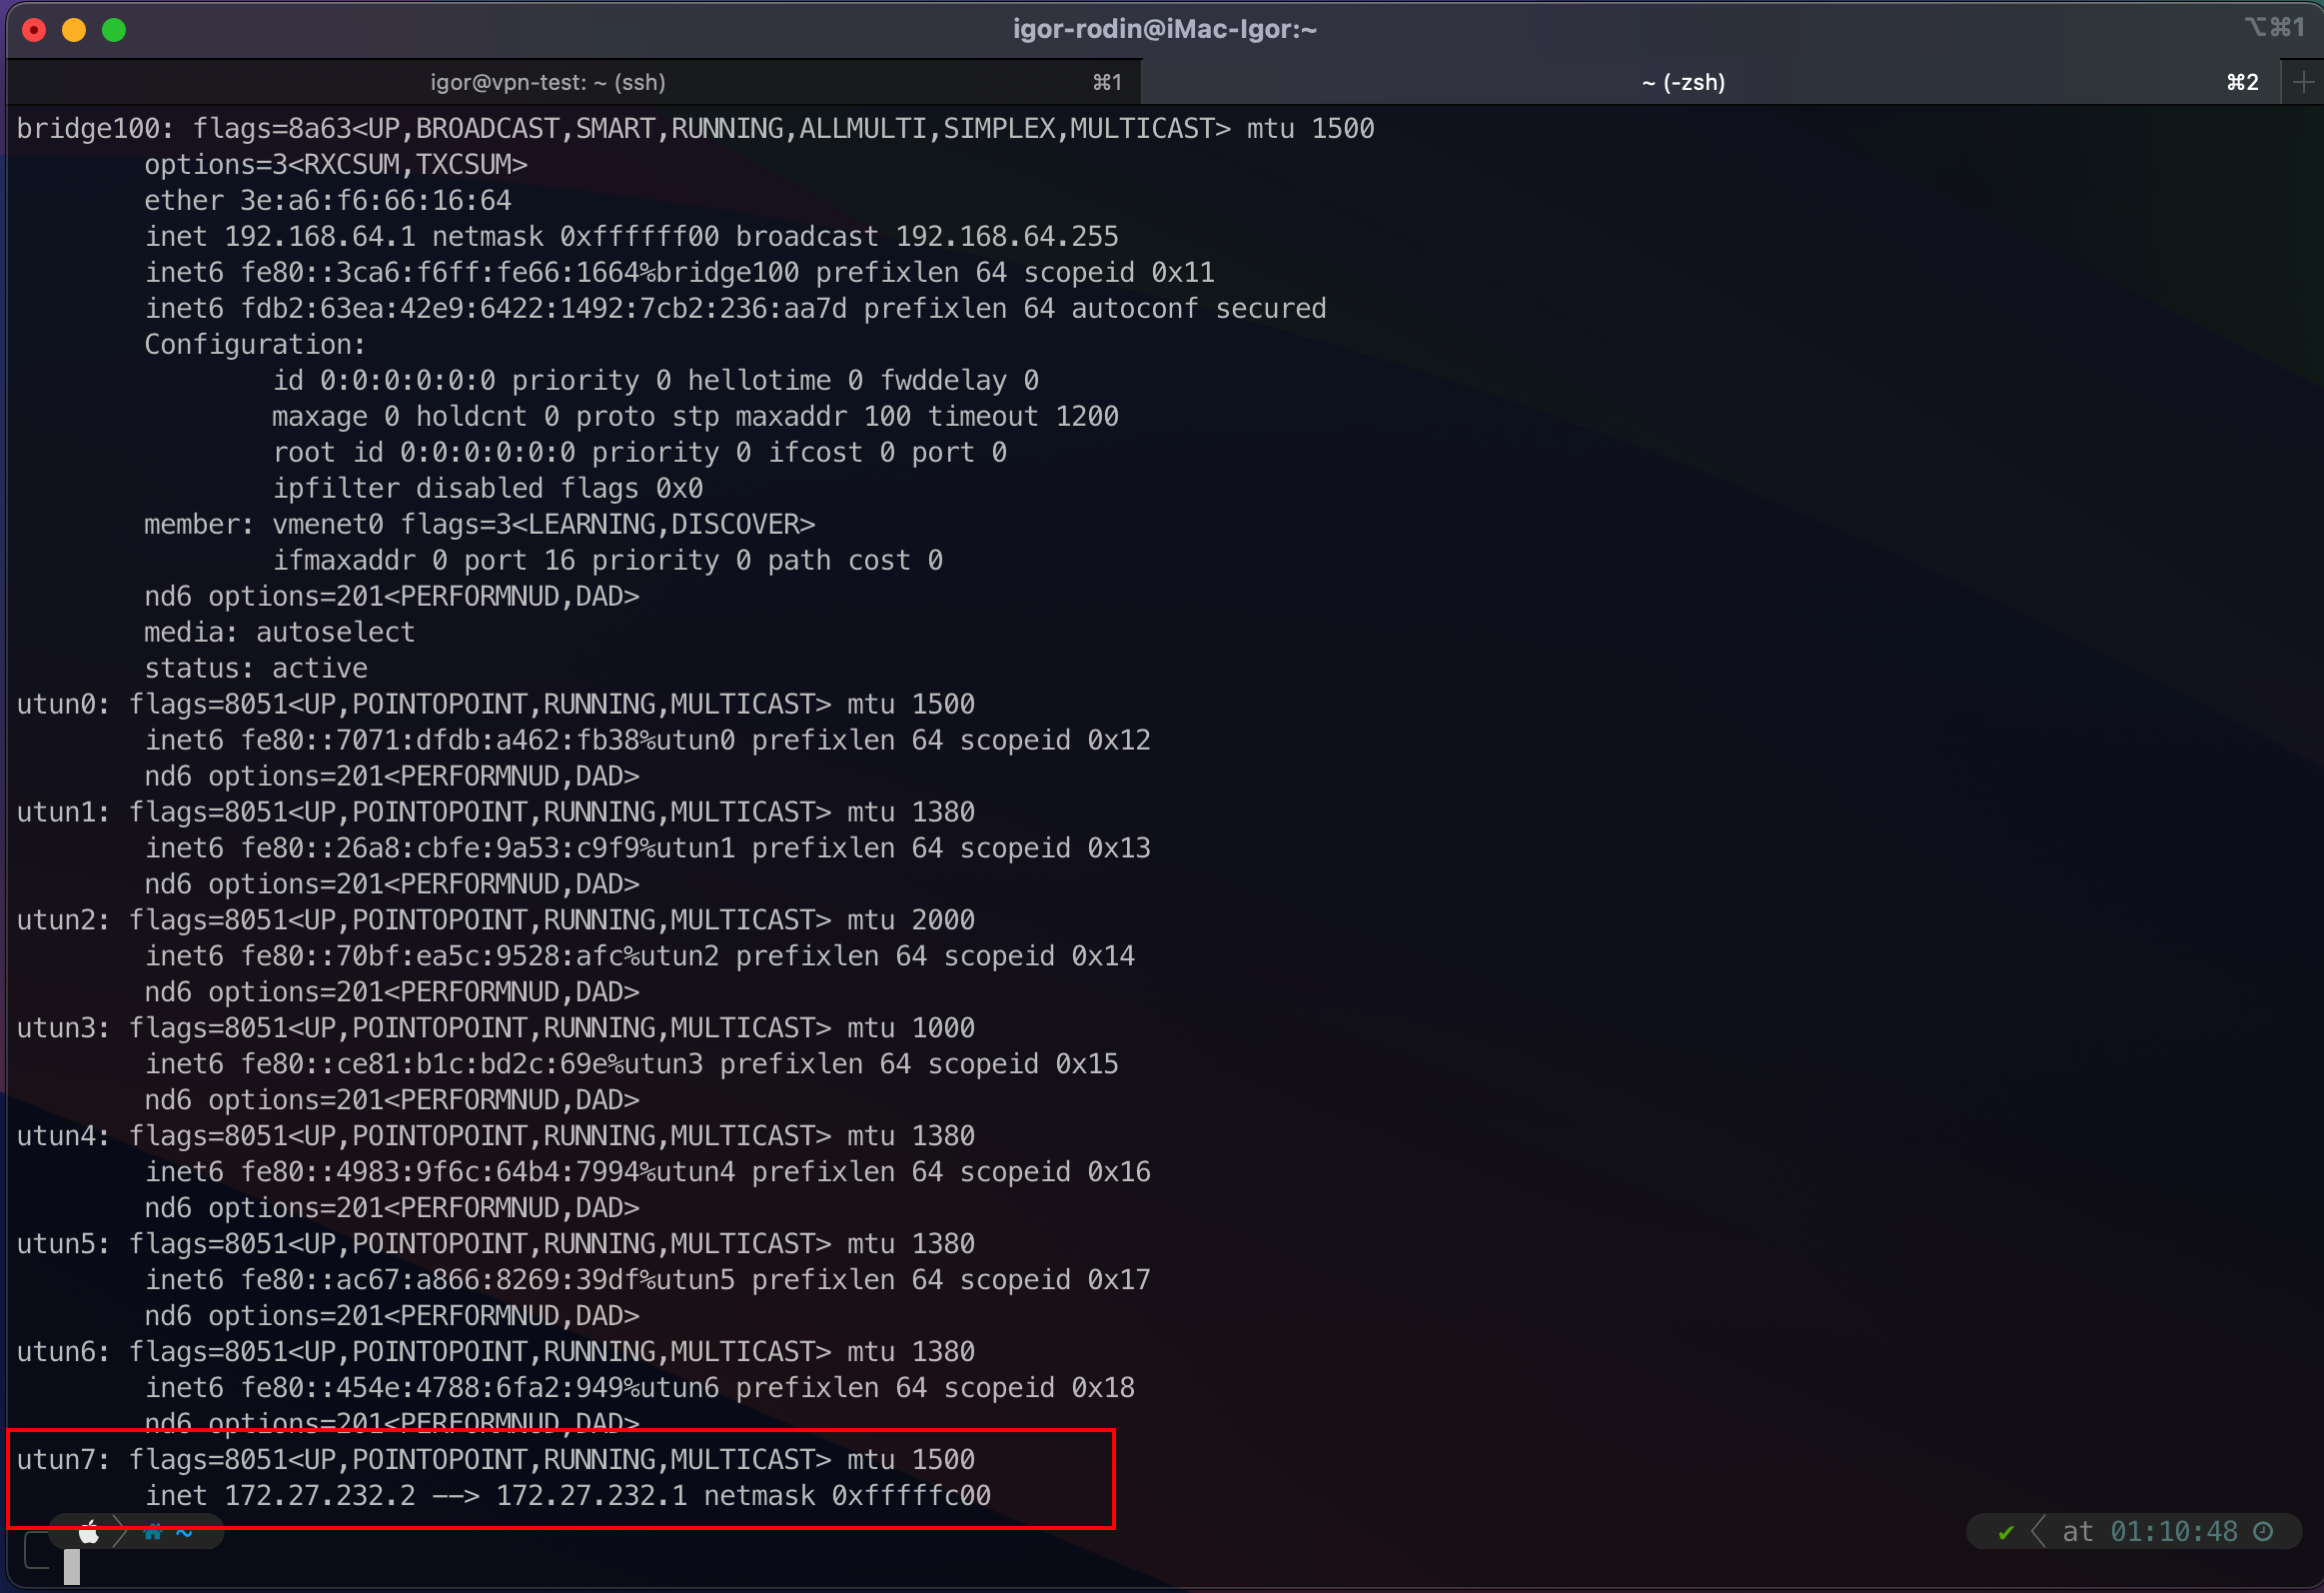 igor-rodin@iMac-Igor:~
⌥⌘1
igor@vpn-test: ~ (ssh) ⌘1
~ (-zsh) ⌘2
bridge100: flags=8a63<UP,BROADCAST,SMART,RUNNING,ALLMULTI,SIMPLEX,MULTICAST> mtu 1500
options=3<RXCSUM,TXCSUM>
ether 3e:a6:f6:66:16:64
inet 192.168.64.1 netmask 0xffffff00 broadcast 192.168.64.255
inet6 fe80::3ca6:f6ff:fe66:1664%bridge100 prefixlen 64 scopeid 0x11
inet6 fdb2:63ea:42e9:6422:1492:7cb2:236:aa7d prefixlen 64 autoconf secured
Configuration:
id 0:0:0:0:0:0 priority 0 hellotime 0 fwddelay 0
maxage 0 holdcnt 0 proto stp maxaddr 100 timeout 1200
root id 0:0:0:0:0:0 priority 0 ifcost 0 port 0
ipfilter disabled flags 0x0
member: vmenet0 flags=3<LEARNING,DISCOVER>
ifmaxaddr 0 port 16 priority 0 path cost 0
nd6 options=201<PERFORMNUD,DAD>
media: autoselect
status: active
utun0: flags=8051<UP,POINTOPOINT,RUNNING,MULTICAST> mtu 1500
inet6 fe80::7071:dfdb:a462:fb38%utun0 prefixlen 64 scopeid 0x12
nd6 options=201<PERFORMNUD,DAD>
utun1: flags=8051<UP,POINTOPOINT,RUNNING,MULTICAST> mtu 1380
inet6 fe80::26a8:cbfe:9a53:c9f9%utun1 prefixlen 64 scopeid 0x13
nd6 options=201<PERFORMNUD,DAD>
utun2: flags=8051<UP,POINTOPOINT,RUNNING,MULTICAST> mtu 2000
inet6 fe80::70bf:ea5c:9528:afc%utun2 prefixlen 64 scopeid 0x14
nd6 options=201<PERFORMNUD,DAD>
utun3: flags=8051<UP,POINTOPOINT,RUNNING,MULTICAST> mtu 1000
inet6 fe80::ce81:b1c:bd2c:69e%utun3 prefixlen 64 scopeid 0x15
nd6 options=201<PERFORMNUD,DAD>
utun4: flags=8051<UP,POINTOPOINT,RUNNING,MULTICAST> mtu 1380
inet6 fe80::4983:9f6c:64b4:7994%utun4 prefixlen 64 scopeid 0x16
nd6 options=201<PERFORMNUD,DAD>
utun5: flags=8051<UP,POINTOPOINT,RUNNING,MULTICAST> mtu 1380
inet6 fe80::ac67:a866:8269:39df%utun5 prefixlen 64 scopeid 0x17
nd6 options=201<PERFORMNUD,DAD>
utun6: flags=8051<UP,POINTOPOINT,RUNNING,MULTICAST> mtu 1380
inet6 fe80::454e:4788:6fa2:949%utun6 prefixlen 64 scopeid 0x18
nd6 options=201<PERFORMNUD,DAD>
utun7: flags=8051<UP,POINTOPOINT,RUNNING,MULTICAST> mtu 1500
inet 172.27.232.2 --> 172.27.232.1 netmask 0xfffffc00
~ ✔ at 01:10:48